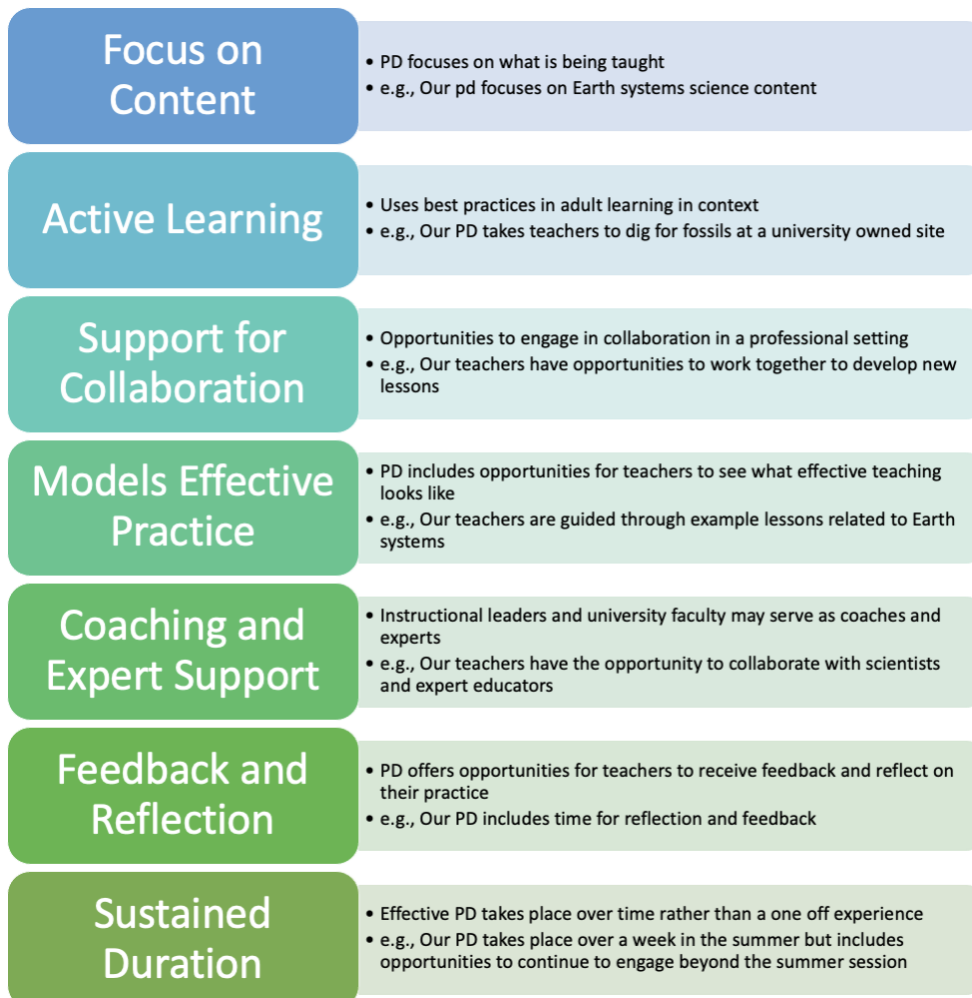 Focus on
Content
• PD focuses on what is being taught
• e.g., Our pd focuses on Earth systems science content
Active Learning
• Uses best practices in adult learning in context
• e.g., Our PD takes teachers to dig for fossils at a university owned site
Support for
Collaboration
• Opportunities to engage in collaboration in a professional setting
• e.g., Our teachers have opportunities to work together to develop new
lessons
Models Effective
Practice
• PD includes opportunities for teachers to see what effective teaching
looks like
• e.g., Our teachers are guided through example lessons related to Earth
systems
Coaching and
Expert Support
• Instructional leaders and university faculty may serve as coaches and
experts
• e.g., Our teachers have the opportunity to collaborate with scientists
and expert educators
Feedback and
Reflection
• PD offers opportunities for teachers to receive feedback and reflect on
their practice
• e.g., Our PD includes time for reflection and feedback
Sustained
Duration
• Effective PD takes place over time rather than a one off experience
• e.g., Our PD takes place over a week in the summer but includes
opportunities to continue to engage beyond the summer session